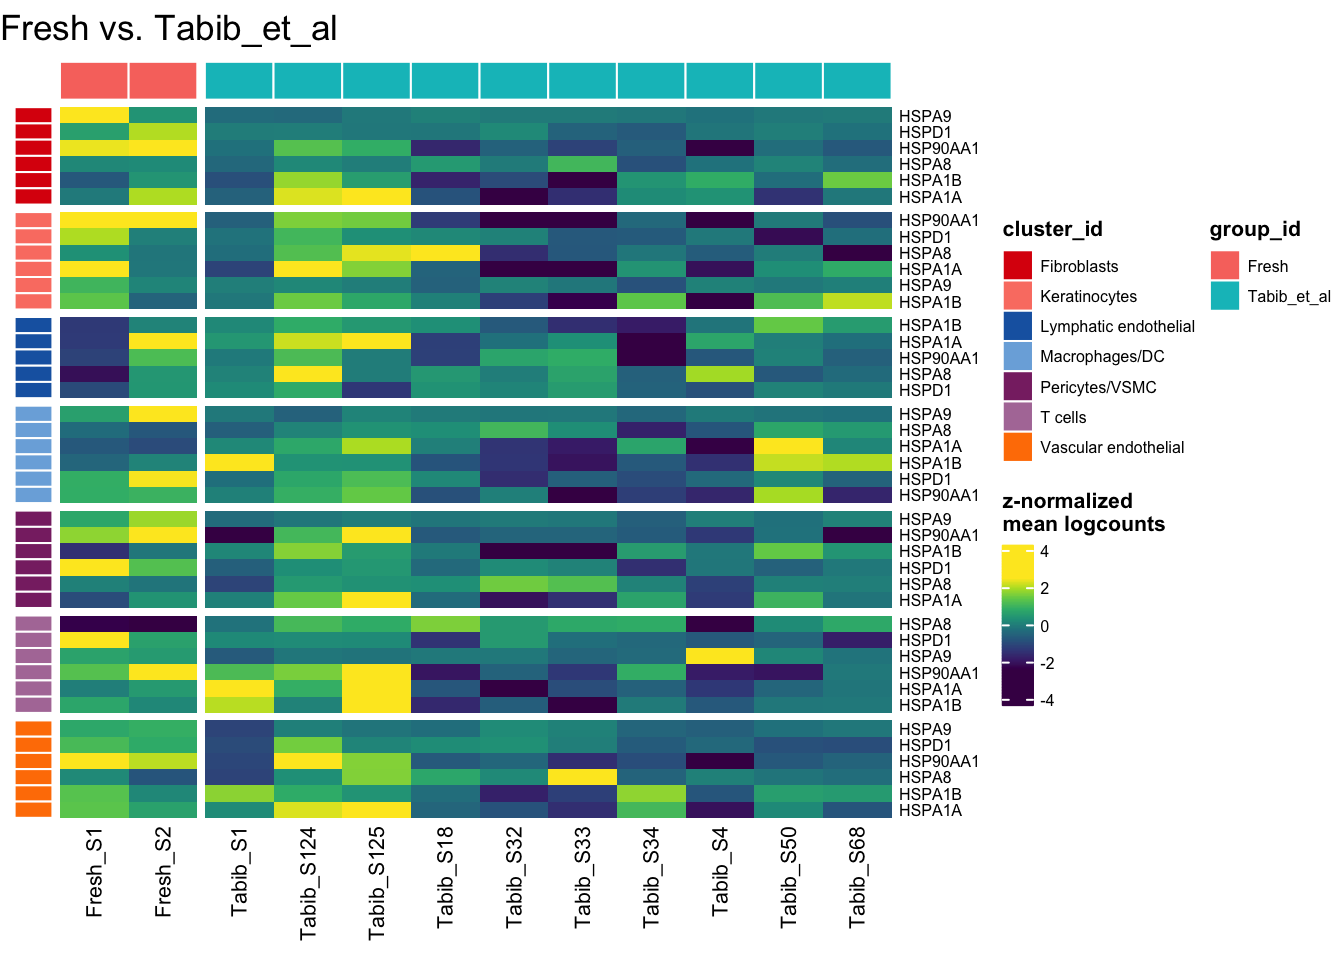 Fresh vs. Tabib_et_al
HSPA9
HSPD1
HSP90AA1
HSPA8
HSPA1B
HSPA1A
HSP90AA1
HSPD1
HSPA8
HSPA1A
HSPA9
HSPA1B
HSPA1B
HSPA1A
HSP90AA1
HSPA8
HSPD1
HSPA9
HSPA8
HSPA1A
HSPA1B
HSPD1
HSP90AA1
HSPA9
HSP90AA1
HSPA1B
HSPD1
HSPA8
HSPA1A
HSPA8
HSPD1
HSPA9
HSP90AA1
HSPA1A
HSPA1B
HSPA9
HSPD1
HSP90AA1
HSPA8
HSPA1B
HSPA1A
Fresh_S1
Fresh_S2
Tabib_S1
Tabib_S124
Tabib_S125
Tabib_S18
Tabib_S32
Tabib_S33
Tabib_S34
Tabib_S4
Tabib_S50
Tabib_S68
cluster_id
Fibroblasts
Keratinocytes
Lymphatic endothelial
Macrophages/DC
Pericytes/VSMC
T cells
Vascular endothelial
group_id
Fresh
Tabib_et_al
z-normalized
mean logcounts
4
2
0
-2
-4